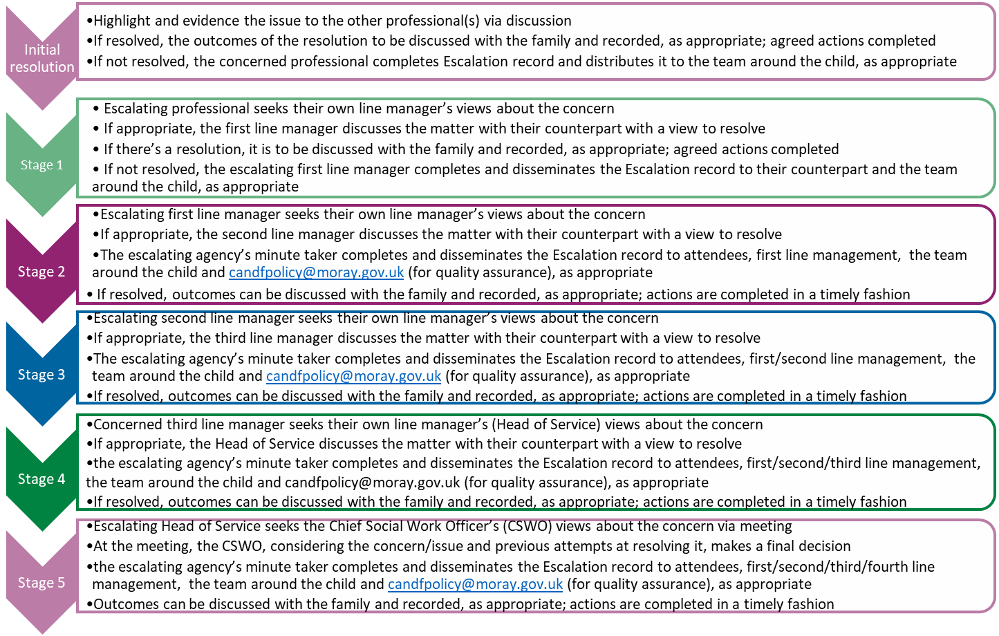 Initial
resolution
•Highlight and evidence the issue to the other professional(s) via discussion
•If resolved, the outcomes of the resolution to be discussed with the family and recorded, as appropriate; agreed actions completed
•If not resolved, the concerned professional completes Escalation record and distributes it to the team around the child, as appropriate
Stage 1
• Escalating professional seeks their own line manager’s views about the concern
• If appropriate, the first line manager discusses the matter with their counterpart with a view to resolve
• If there’s a resolution, it is to be discussed with the family and recorded, as appropriate; agreed actions completed
• If not resolved, the escalating first line manager completes and disseminates the Escalation record to their counterpart and the team
around the child, as appropriate
Stage 2
•Escalating first line manager seeks their own line manager’s views about the concern
•If appropriate, the second line manager discusses the matter with their counterpart with a view to resolve
•The escalating agency’s minute taker completes and disseminates the Escalation record to attendees, first line management, the team
around the child and candfpolicy@moray.gov.uk (for quality assurance), as appropriate
• If resolved, outcomes can be discussed with the family and recorded, as appropriate; actions are completed in a timely fashion
Stage 3
•Escalating second line manager seeks their own line manager’s views about the concern
•If appropriate, the third line manager discusses the matter with their counterpart with a view to resolve
•The escalating agency’s minute taker completes and disseminates the Escalation record to attendees, first/second line management, the
team around the child and candfpolicy@moray.gov.uk (for quality assurance), as appropriate
•If resolved, outcomes can be discussed with the family and recorded, as appropriate; actions are completed in a timely fashion
Stage 4
•Concerned third line manager seeks their own line manager’s (Head of Service) views about the concern
•If appropriate, the Head of Service discusses the matter with their counterpart with a view to resolve
•the escalating agency’s minute taker completes and disseminates the Escalation record to attendees, first/second/third line management,
the team around the child and candfpolicy@moray.gov.uk (for quality assurance), as appropriate
•If resolved, outcomes can be discussed with the family and recorded, as appropriate; actions are completed in a timely fashion
Stage 5
•Escalating Head of Service seeks the Chief Social Work Officer’s (CSWO) views about the concern via meeting
•At the meeting, the CSWO, considering the concern/issue and previous attempts at resolving it, makes a final decision
•the escalating agency’s minute taker completes and disseminates the Escalation record to attendees, first/second/third/fourth line
management, the team around the child and candfpolicy@moray.gov.uk (for quality assurance), as appropriate
•Outcomes can be discussed with the family and recorded, as appropriate; actions are completed in a timely fashion